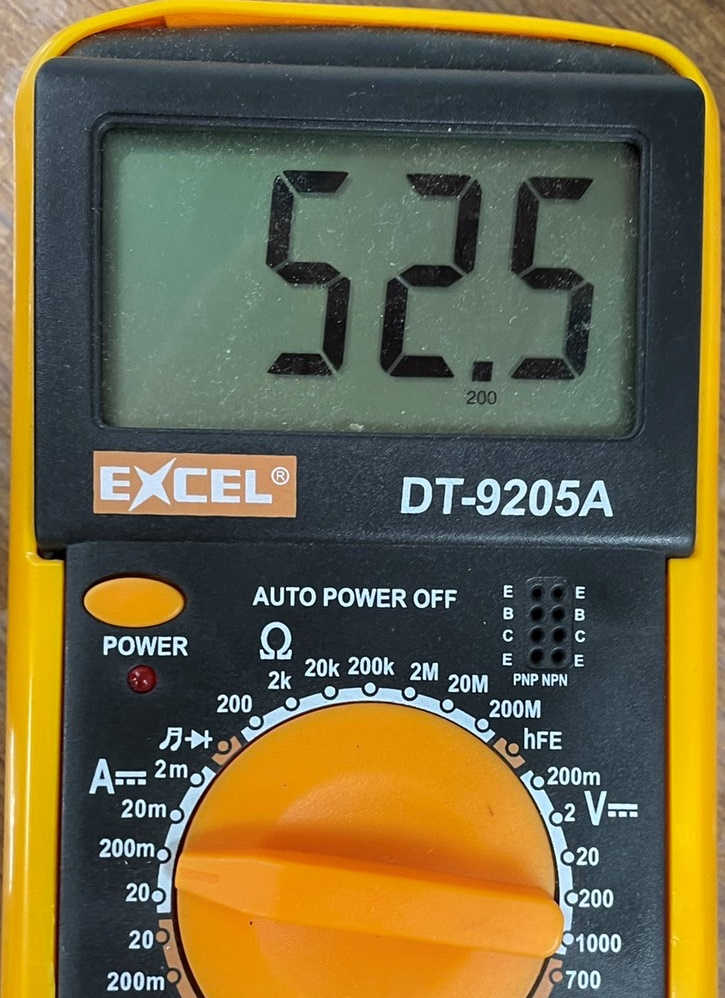 52.5
200
EXCEL®
DT-9205A
AUTO POWER OFF
POWER
E E
B B
C C
E E
PNP NPN
Ω
200 2k 20k 200k 2M 20M 200M
hFE
A
2m
20m
200m
20
20
200m
200m
2
V
20
200
1000
700